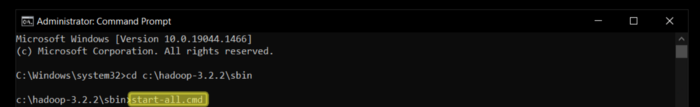 Administrator: Command Prompt
Microsoft Windows [Version 10.0.19044.1466]
(c) Microsoft Corporation. All rights reserved.
C:\Windows\system32>cd c:\hadoop-3.2.2\sbin
c:\hadoop-3.2.2\sbin>start-all.cmd